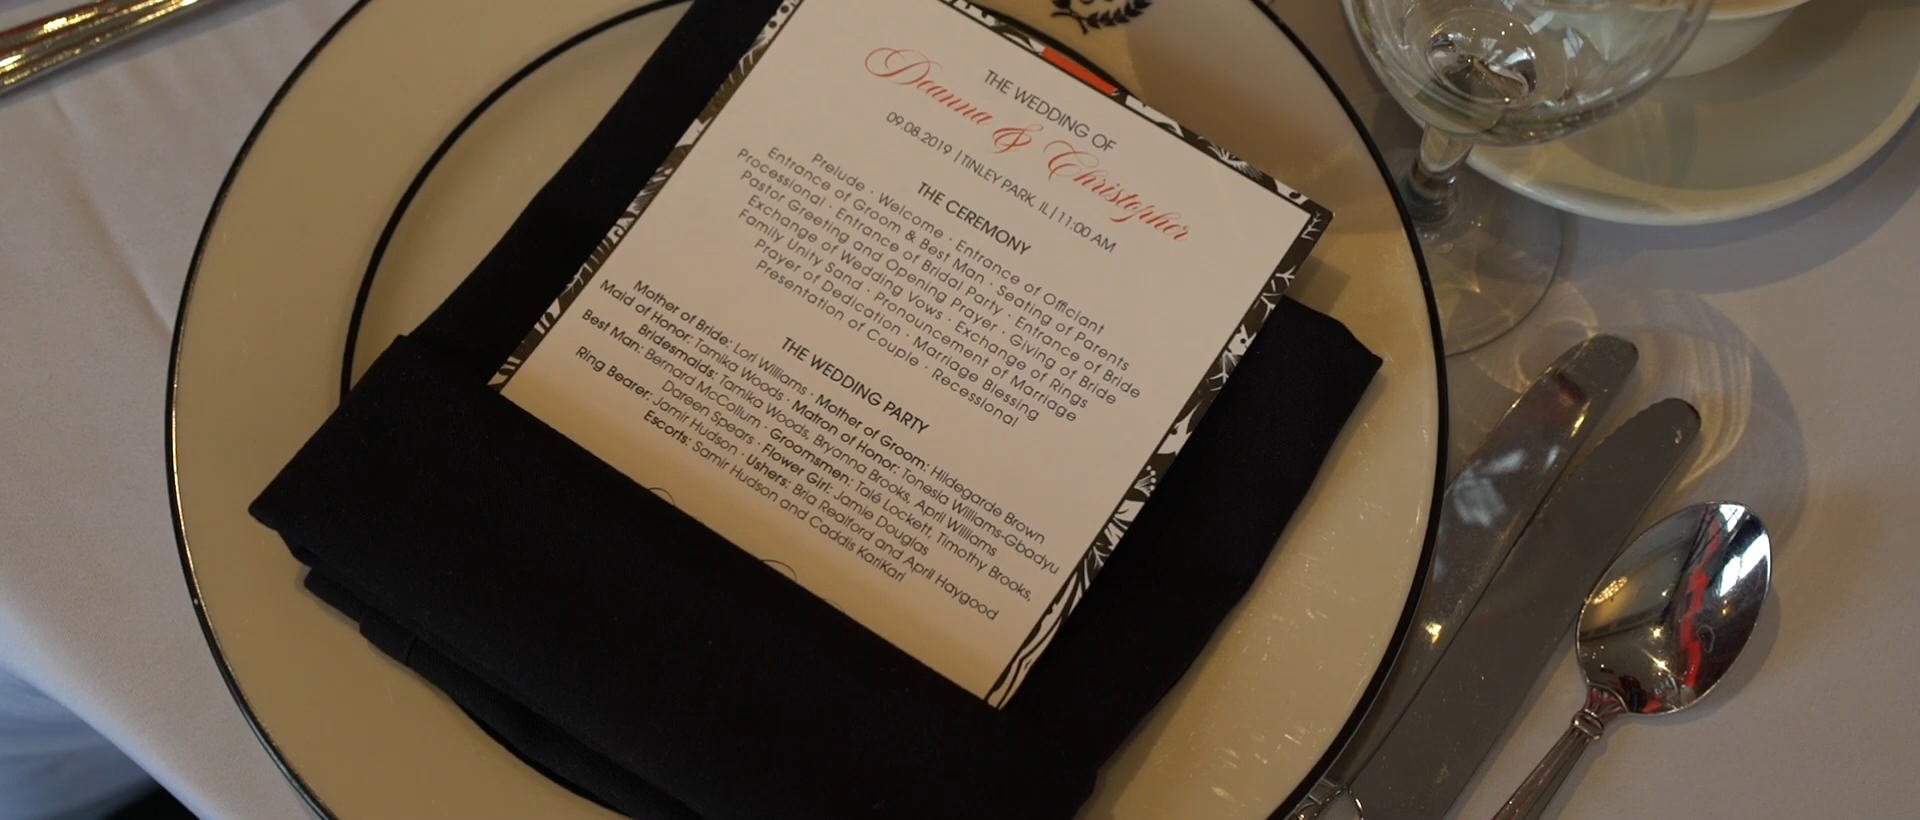 THE WEDDING OF
Deanna & Christopher
09.08.2019 | TINLEY PARK, IL | 11:00 AM
THE CEREMONY
Prelude · Welcome · Entrance of Officiant
Entrance of Groom & Best Man · Seating of Parents
Processional · Entrance of Bridal Party · Entrance of Bride
Pastor Greeting and Opening Prayer · Giving of Bride
Exchange of Wedding Vows · Exchange of Rings
Family Unity Sand · Pronouncement of Marriage
Prayer of Dedication · Marriage Blessing
Presentation of Couple · Recessional
THE WEDDING PARTY
Mother of Bride: Lori Williams · Mother of Groom: Hildegarde Brown
Maid of Honor: Tamika Woods · Matron of Honor: Tonesia Williams-Gbadyu
Bridesmaids: Tamika Woods, Bryanna Brooks, April Williams
Best Man: Bernard McCollum · Groomsmen: Talé Lockett, Timothy Brooks,
Dareen Spears · Flower Girl: Jamie Douglas
Ring Bearer: Jamir Hudson · Ushers: Bria Realford and April Haygood
Escorts: Samir Hudson and Caddis KariKari